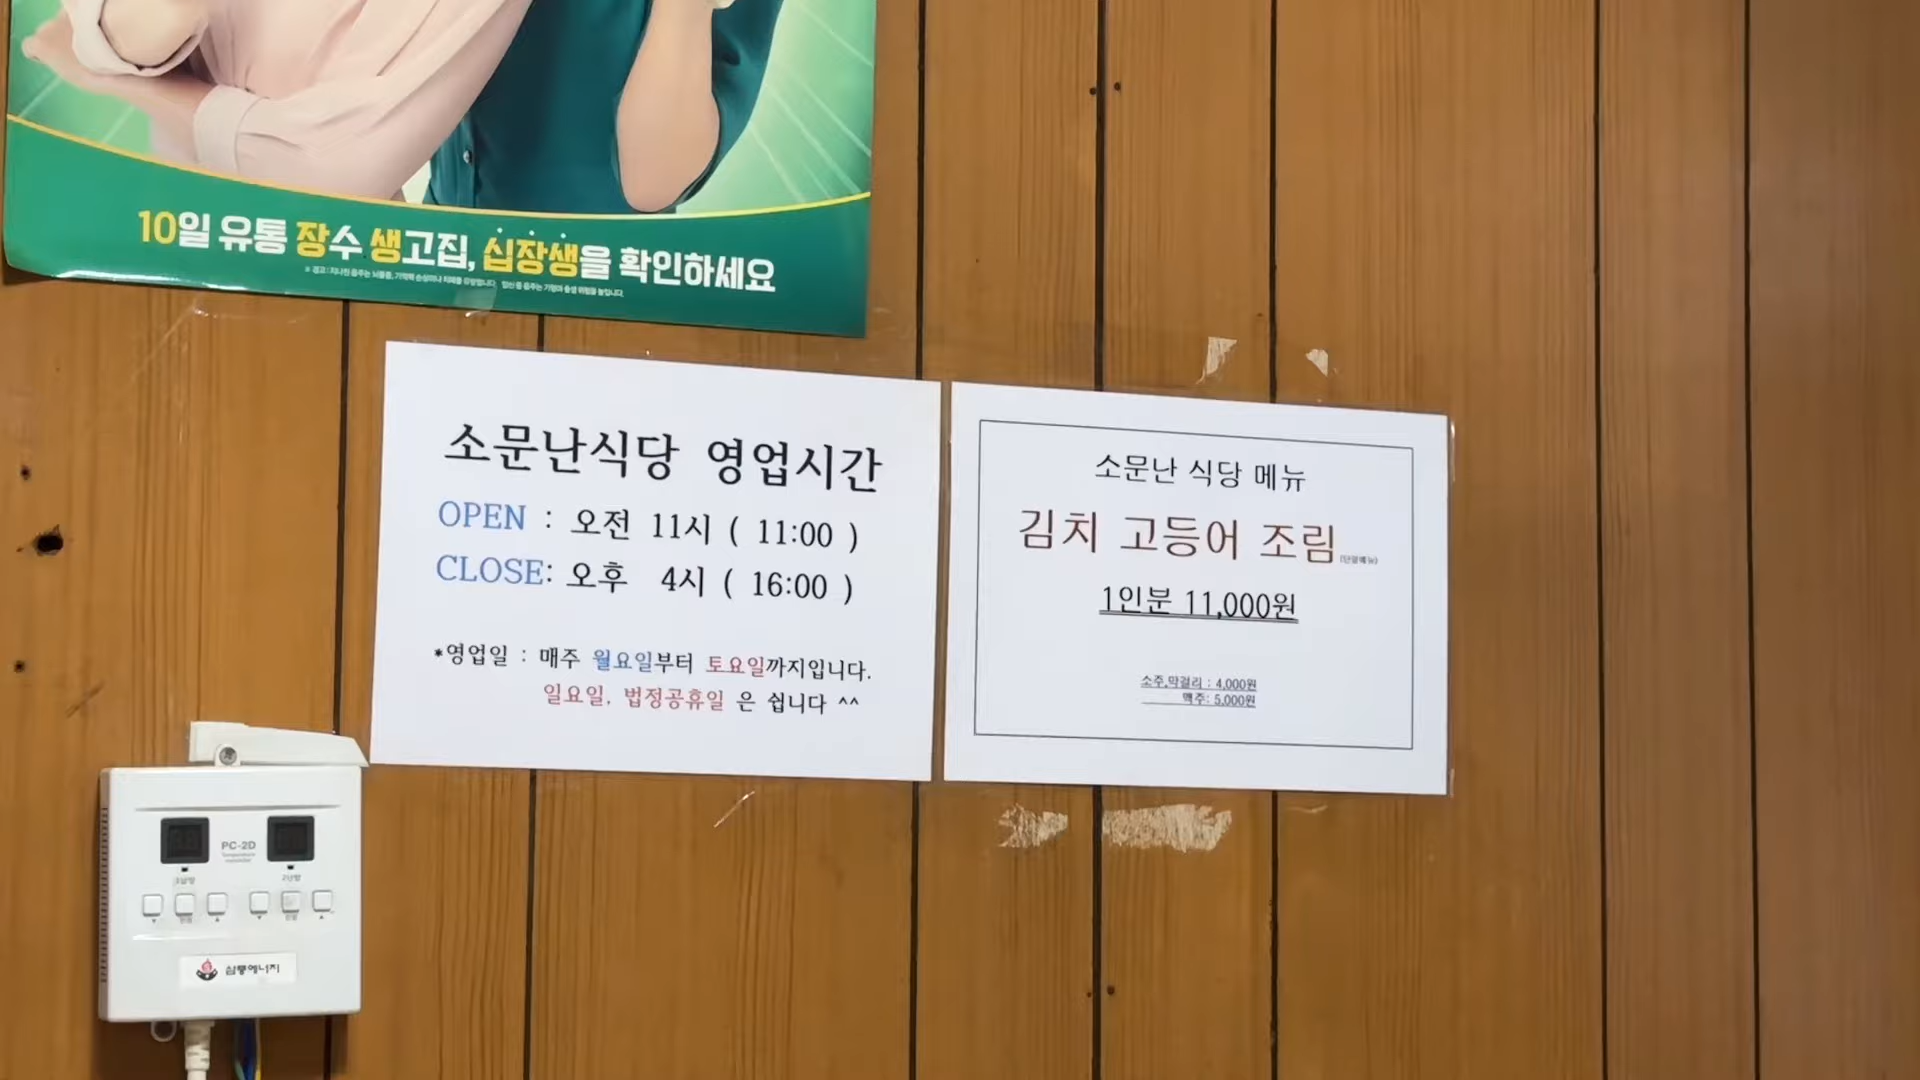 10일 유통 장수 생고집, 십장생을 확인하세요
소문난식당 영업시간
OPEN : 오전 11시 ( 11:00 )
CLOSE: 오후 4시 ( 16:00 )
*영업일 : 매주 월요일부터 토요일까지입니다.
일요일, 법정공휴일 은 쉽니다 ^^
소문난 식당 메뉴
김치 고등어 조림 (단일메뉴)
1인분 11,000원
소주,막걸리 : 4,000원
맥주: 5,000원
PC-2D